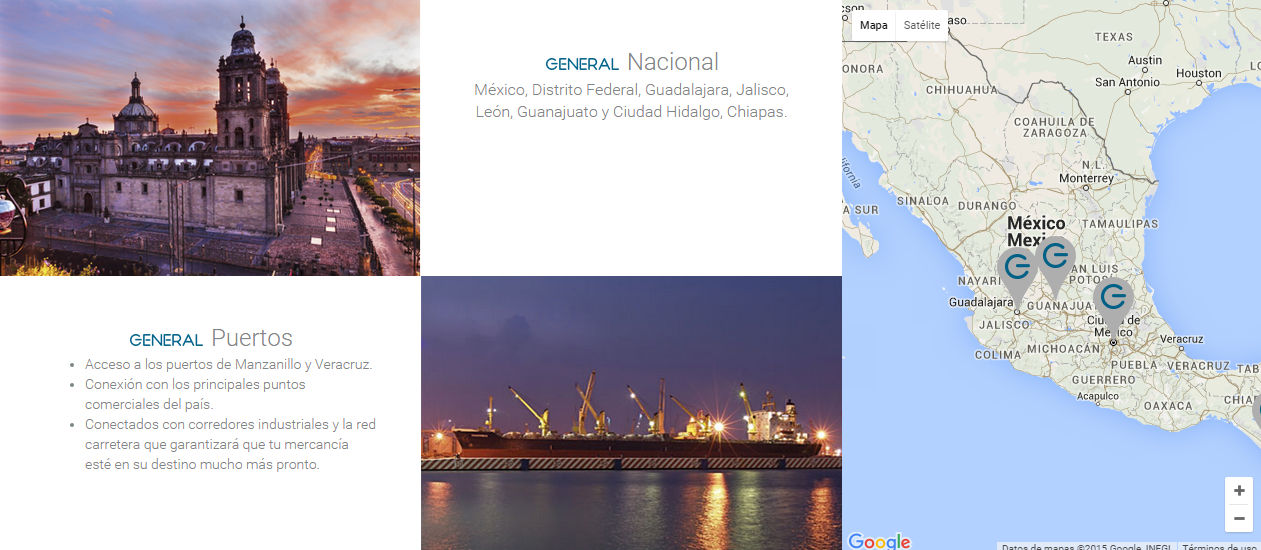 GENERAL Nacional
México, Distrito Federal, Guadalajara, Jalisco,
León, Guanajuato y Ciudad Hidalgo, Chiapas.
GENERAL Puertos
Acceso a los puertos de Manzanillo y Veracruz.
Conexión con los principales puntos
comerciales del país.
Conectados con corredores industriales y la red
carretera que garantizará que tu mercancía
esté en su destino mucho más pronto.
Mapa Satélite
TEXAS
Austin
San Antonio
Houston
CHIHUAHUA
COAHUILA DE
ZARAGOZA
N.L.
Monterrey
SINALOA
DURANGO
TAMAULIPAS
México
Guadalajara
JALISCO
COLIMA
MICHOACÁN
Veracruz
PUEBLA
VERACRUZ
GUERRERO
Acapulco
OAXACA
+
−
Google
Datos de mapas ©2015 Google, INEGI
Términos de uso